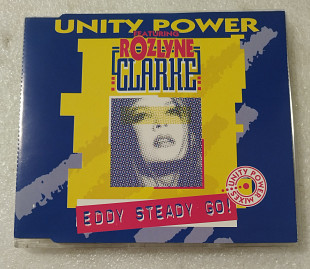 UNITY POWER
FEATURING
ROZLYNE
CLARKE
UNITY POWER MIXES
EDDY STEADY GO!